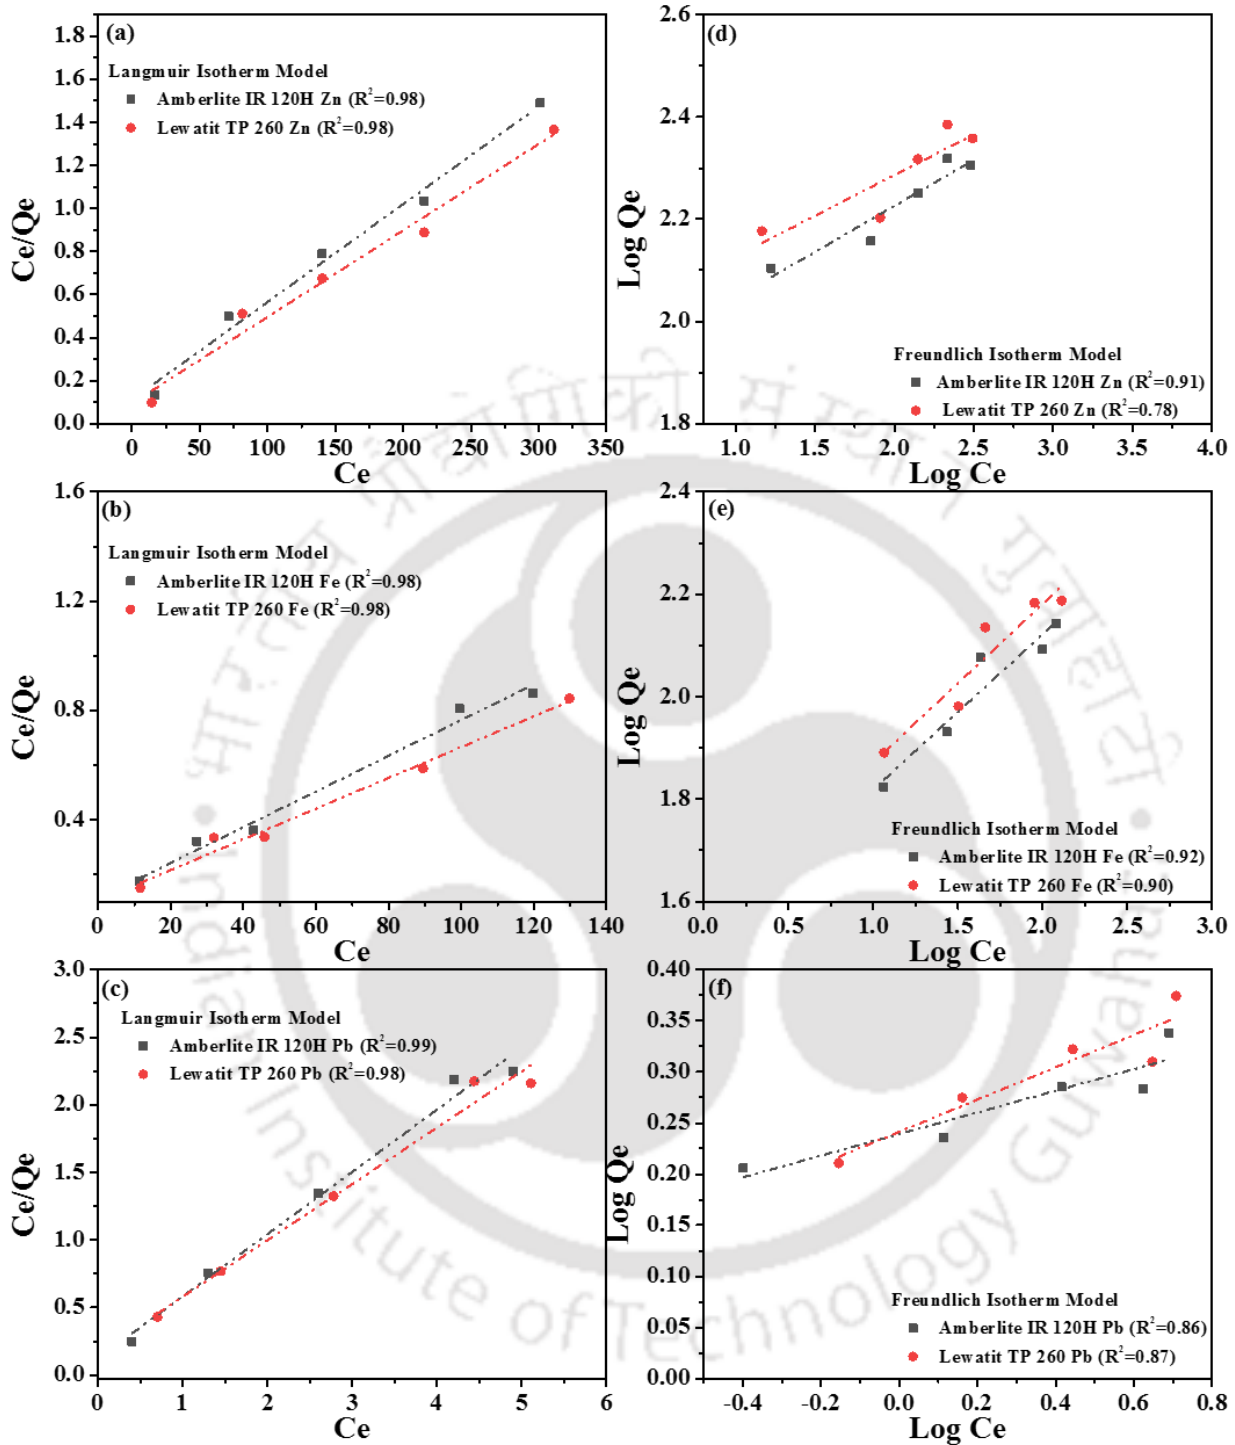 (a)
Langmuir Isotherm Model
Amberlite IR 120H Zn (R²=0.98)
Lewatit TP 260 Zn (R²=0.98)
1.8
1.6
1.4
1.2
1.0
0.8
0.6
0.4
0.2
0.0
Ce/Qe
0 50 100 150 200 250 300 350
Ce
(d)
2.6
2.4
2.2
2.0
1.8
Log Qe
Freundlich Isotherm Model
Amberlite IR 120H Zn (R²=0.91)
Lewatit TP 260 Zn (R²=0.78)
1.0 1.5 2.0 2.5 3.0 3.5 4.0
Log Ce
(b)
Langmuir Isotherm Model
Amberlite IR 120H Fe (R²=0.98)
Lewatit TP 260 Fe (R²=0.98)
1.6
1.2
0.8
0.4
Ce/Qe
0 20 40 60 80 100 120 140
Ce
(e)
2.4
2.2
2.0
1.8
1.6
Log Qe
Freundlich Isotherm Model
Amberlite IR 120H Fe (R²=0.92)
Lewatit TP 260 Fe (R²=0.90)
0.0 0.5 1.0 1.5 2.0 2.5 3.0
Log Ce
(c)
Langmuir Isotherm Model
Amberlite IR 120H Pb (R²=0.99)
Lewatit TP 260 Pb (R²=0.98)
3.0
2.5
2.0
1.5
1.0
0.5
0.0
Ce/Qe
0 1 2 3 4 5 6
Ce
(f)
0.40
0.35
0.30
0.25
0.20
0.15
0.10
0.05
0.00
Log Qe
Freundlich Isotherm Model
Amberlite IR 120H Pb (R²=0.86)
Lewatit TP 260 Pb (R²=0.87)
-0.4 -0.2 0.0 0.2 0.4 0.6 0.8
Log Ce
Indian Institute of Technology Guwahati